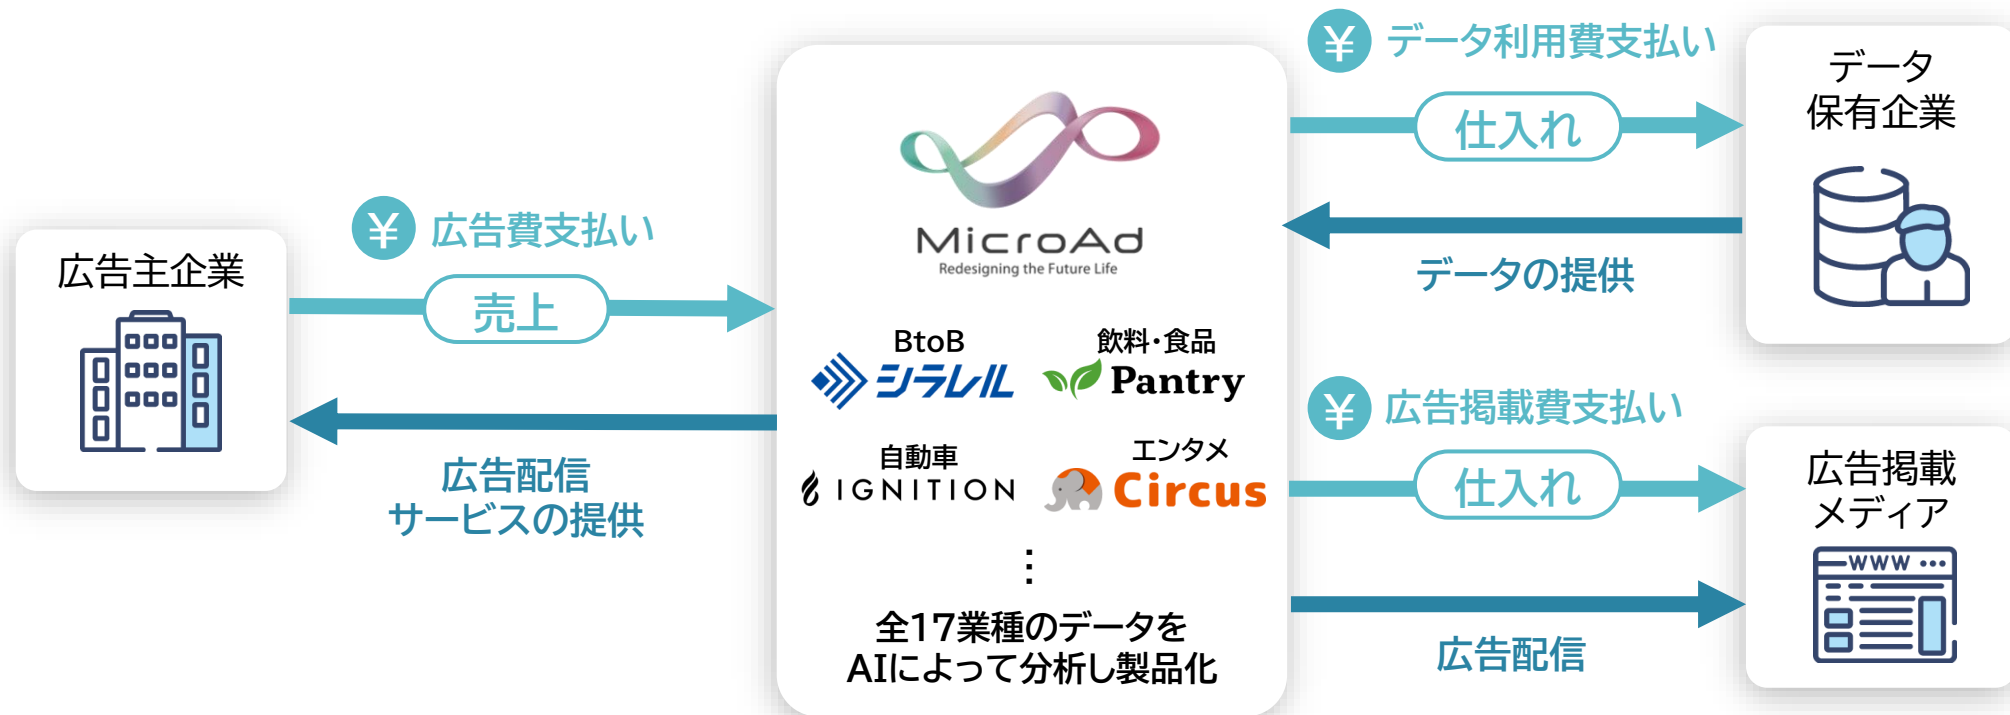 広告主企業
¥ 広告費支払い
売上
広告配信
サービスの提供
MicroAd
Redesigning the Future Life
BtoB
シラレル
飲料・食品
Pantry
自動車
IGNITION
エンタメ
Circus
⋮
全17業種のデータを
AIによって分析し製品化
¥ データ利用費支払い
仕入れ
データの提供
データ
保有企業
¥ 広告掲載費支払い
仕入れ
広告配信
広告掲載
メディア
WWW